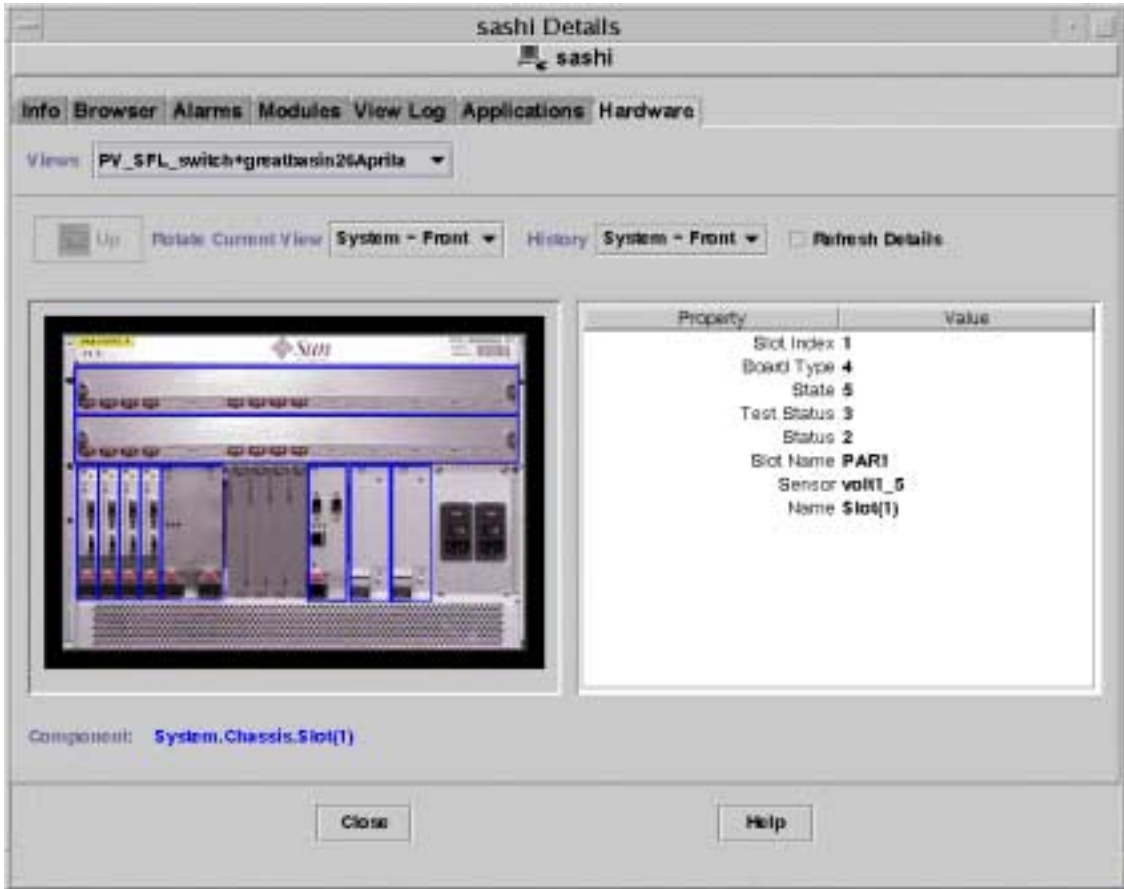 sashi Details
sashi
Info Browser Alarms Modules View Log Applications Hardware
Views PV_SFL_switch+greatbasin26Aprila
Up Rotate Current View System - Front History System - Front Refresh Details
Property Value
Sun
Slot Index 1
Board Type 4
State 5
Test Status 3
Status 2
Slot Name PAR1
Sensor volt1_5
Name Slot(1)
Component: System.Chassis.Slot(1)
Close Help